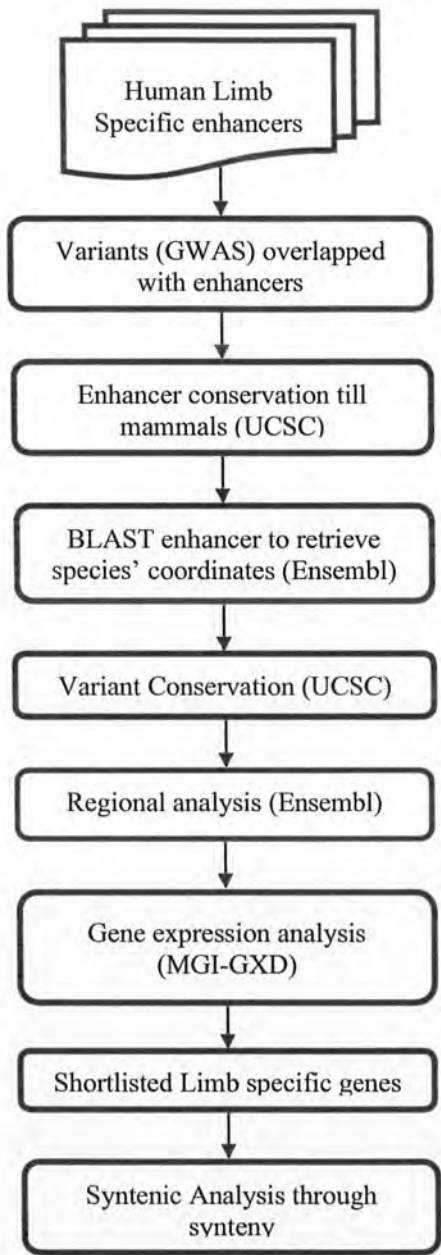 Human Limb
Specific enhancers
Variants (GWAS) overlapped
with enhancers
Enhancer conservation till
mammals (UCSC)
BLAST enhancer to retrieve
species’ coordinates (Ensembl)
Variant Conservation (UCSC)
Regional analysis (Ensembl)
Gene expression analysis
(MGI-GXD)
Shortlisted Limb specific genes
Syntenic Analysis through
synteny